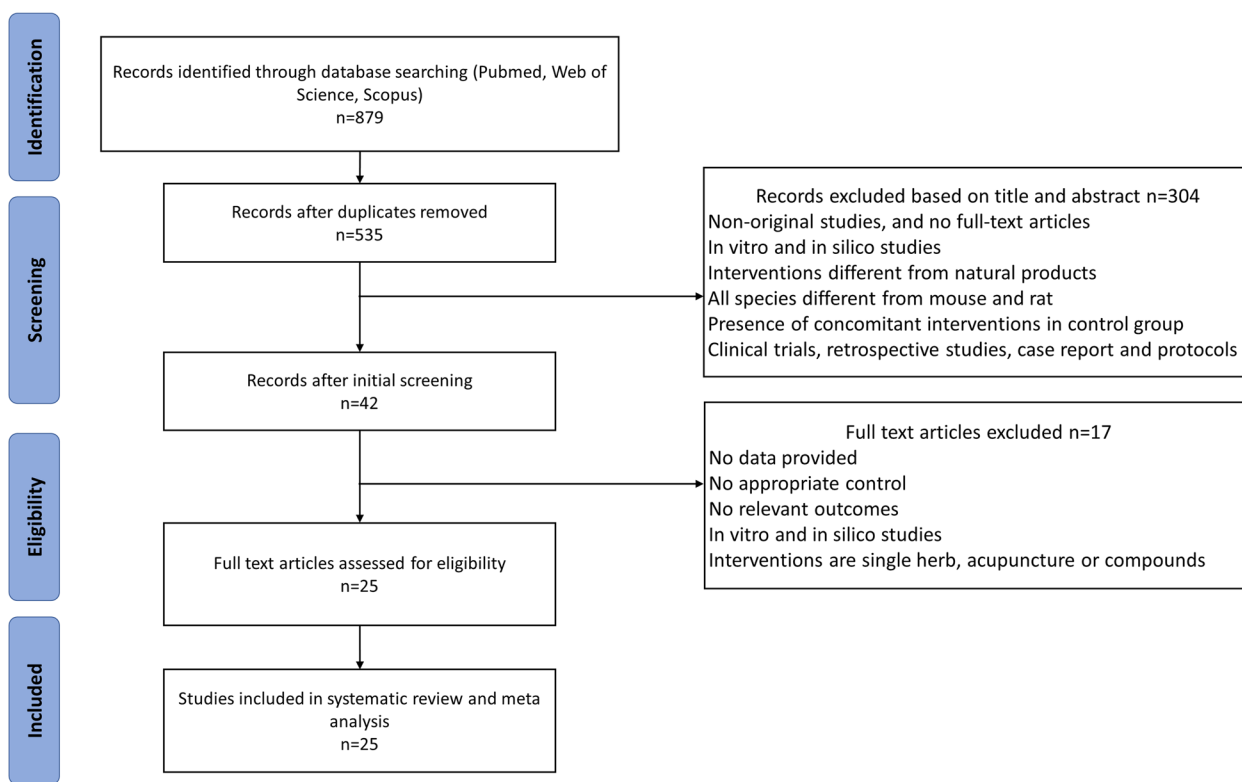 Identification
Records identified through database searching (Pubmed, Web of
Science, Scopus)
n=879
Screening
Records after duplicates removed
n=535
Records excluded based on title and abstract n=304
Non-original studies, and no full-text articles
In vitro and in silico studies
Interventions different from natural products
All species different from mouse and rat
Presence of concomitant interventions in control group
Clinical trials, retrospective studies, case report and protocols
Records after initial screening
n=42
Eligibility
Full text articles excluded n=17
No data provided
No appropriate control
No relevant outcomes
In vitro and in silico studies
Interventions are single herb, acupuncture or compounds
Full text articles assessed for eligibility
n=25
Included
Studies included in systematic review and meta
analysis
n=25